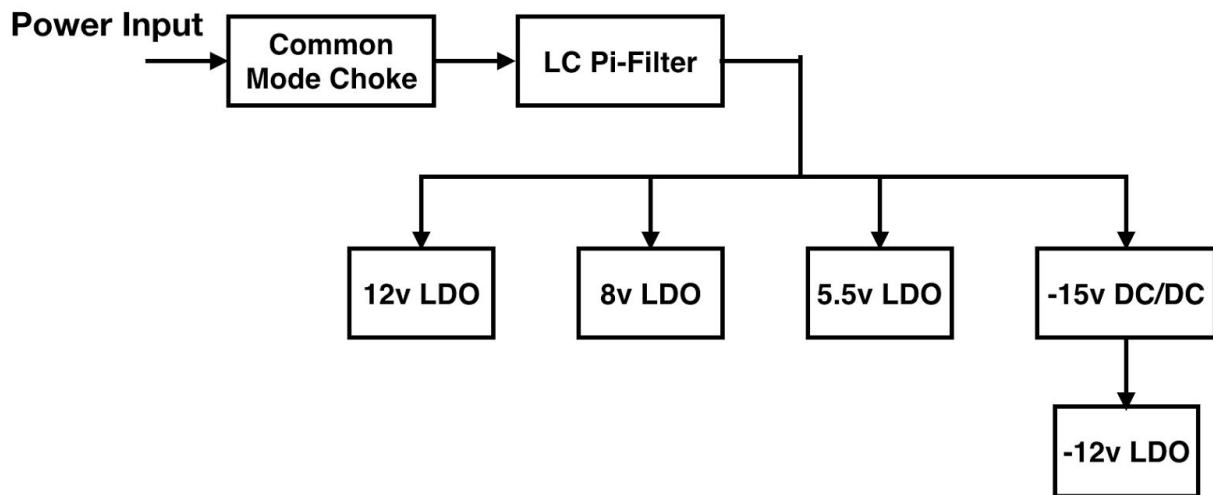 Power Input
Common
Mode Choke
LC Pi-Filter
12v LDO
8v LDO
5.5v LDO
-15v DC/DC
-12v LDO